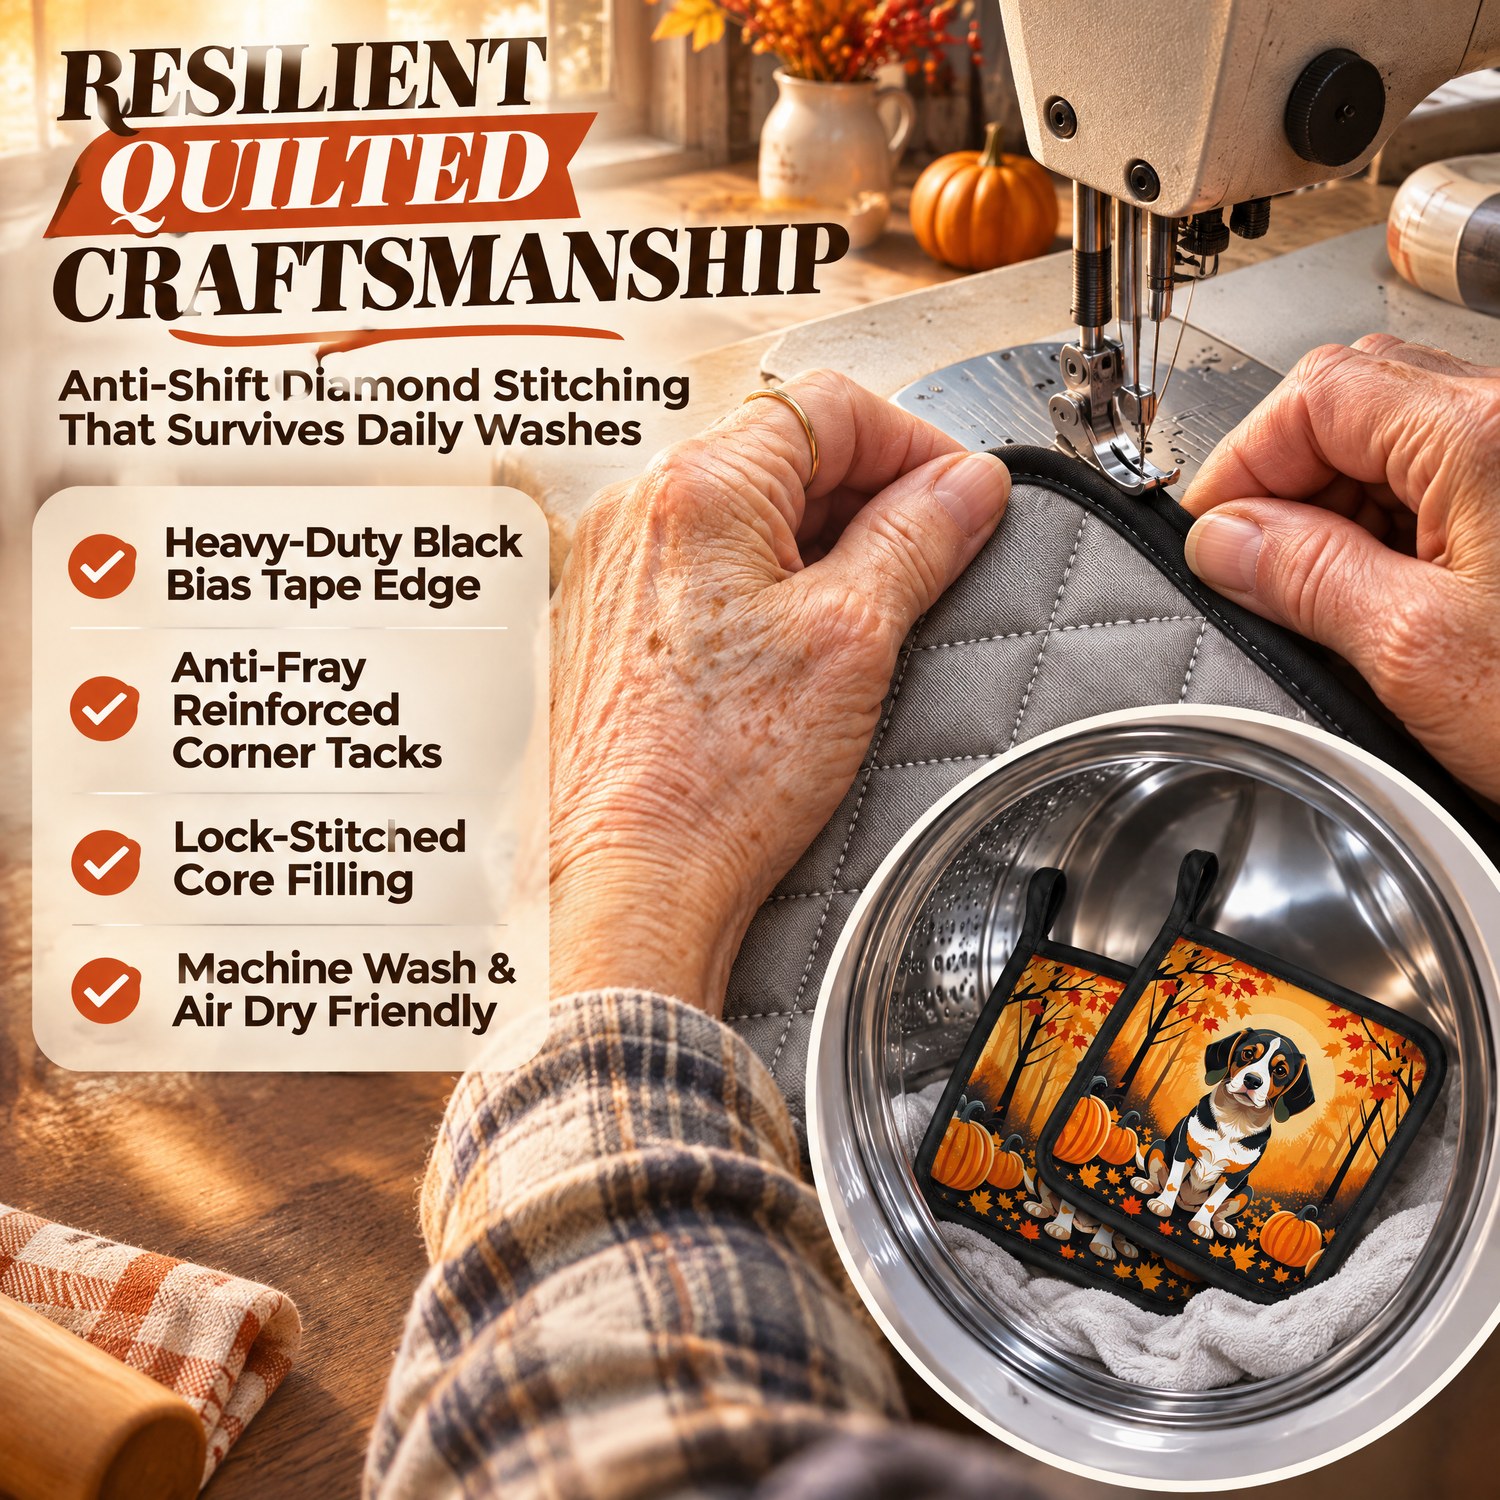 RESILIENT
QUILTED
CRAFTSMANSHIP
Anti-Shift Diamond Stitching
That Survives Daily Washes
Heavy-Duty Black
Bias Tape Edge
Anti-Fray
Reinforced
Corner Tacks
Lock-Stitched
Core Filling
Machine Wash &
Air Dry Friendly